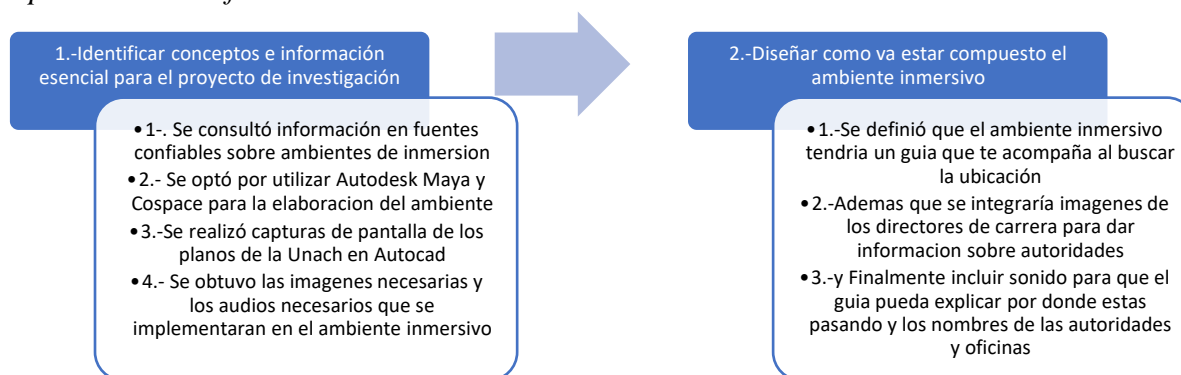 1.-Identificar conceptos e información
esencial para el proyecto de investigación
•1-. Se consultó información en fuentes
confiables sobre ambientes de inmersion
•2.- Se optó por utilizar Autodesk Maya y
Cospace para la elaboracion del ambiente
•3.-Se realizó capturas de pantalla de los
planos de la Unach en Autocad
•4.- Se obtuvo las imagenes necesarias y
los audios necesarios que se
implementaran en el ambiente inmersivo
2.-Diseñar como va estar compuesto el
ambiente inmersivo
•1.-Se definió que el ambiente inmersivo
tendria un guia que te acompaña al buscar
la ubicación
•2.-Ademas que se integraría imagenes de
los directores de carrera para dar
informacion sobre autoridades
•3.-y Finalmente incluir sonido para que el
guia pueda explicar por donde estas
pasando y los nombres de las autoridades
y oficinas